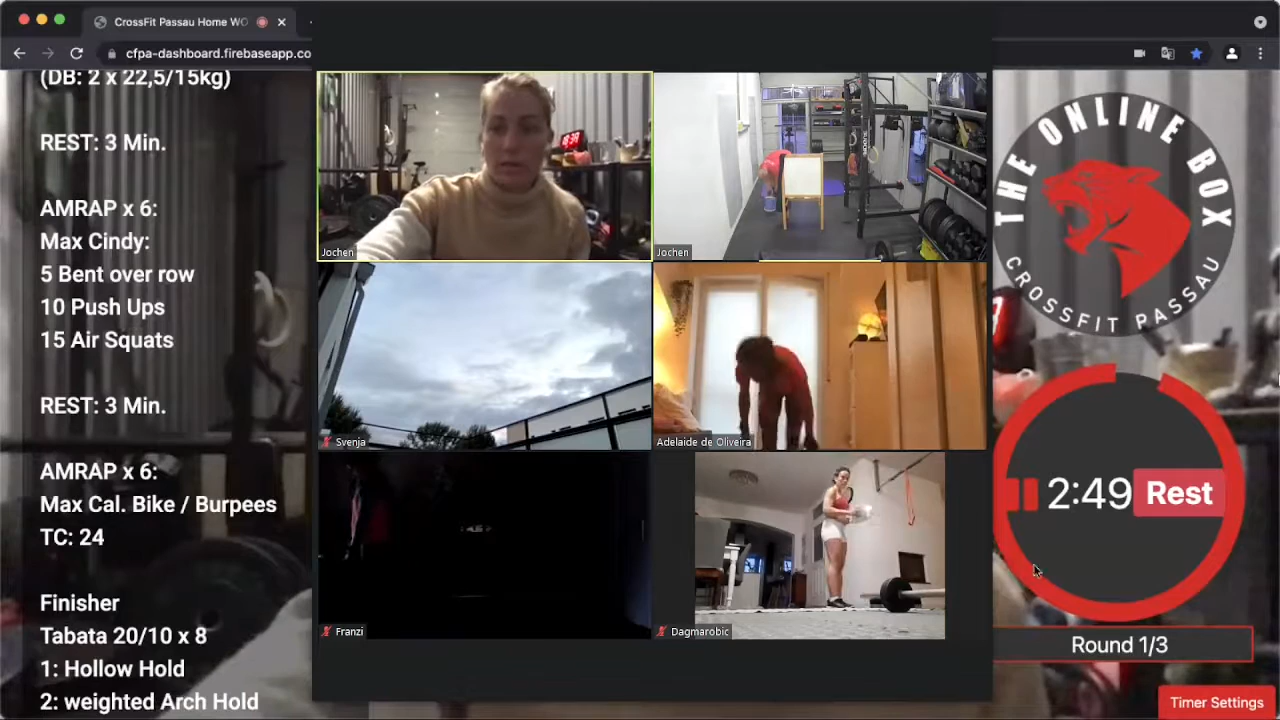 CrossFit Passau Home WO
cfpa-dashboard.firebaseapp.co
(DB: 2 x 22,5/15kg)
REST: 3 Min.
AMRAP x 6:
Max Cindy:
5 Bent over row
10 Push Ups
15 Air Squats
REST: 3 Min.
AMRAP x 6:
Max Cal. Bike / Burpees
TC: 24
Finisher
Tabata 20/10 x 8
1: Hollow Hold
2: weighted Arch Hold
Jochen
Jochen
Svenja
Adelaide de Oliveira
Franzi
Dagmarobic
THE ONLINE BOX
CROSSFIT PASSAU
2:49 Rest
Round 1/3
Timer Settings